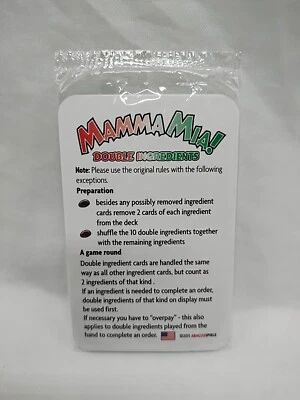 MAMMA MIA!
DOUBLE INGREDIENTS
Note: Please use the original rules with the following
exceptions.
Preparation
besides any possibly removed ingredient
cards remove 2 cards of each ingredient
from the deck
shuffle the 10 double ingredients together
with the remaining ingredients
A game round
Double ingredient cards are handled the same
way as all other ingredient cards, but count as
2 ingredients of that kind .
If an ingredient is needed to complete an order,
double ingredients of that kind on display must
be used first.
If necessary you have to "overpay" - this also
applies to double ingredients played from the
hand to complete an order.
ABACUSSPIELE